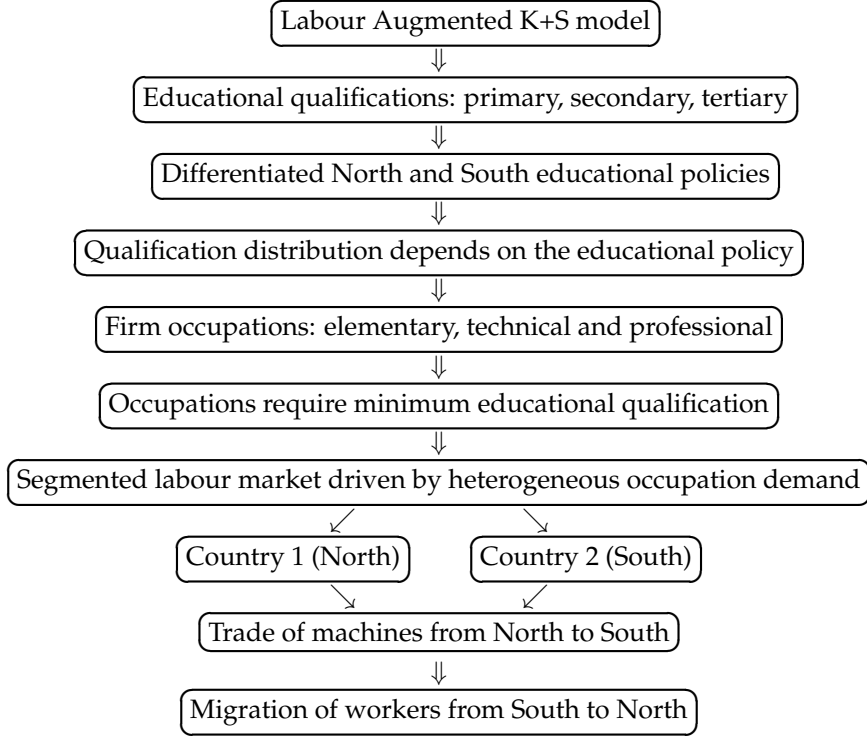 Labour Augmented K+S model
⇓
Educational qualifications: primary, secondary, tertiary
⇓
Differentiated North and South educational policies
⇓
Qualification distribution depends on the educational policy
⇓
Firm occupations: elementary, technical and professional
⇓
Occupations require minimum educational qualification
⇓
Segmented labour market driven by heterogeneous occupation demand
↙ ↘
Country 1 (North) Country 2 (South)
↘ ↙
Trade of machines from North to South
⇓
Migration of workers from South to North